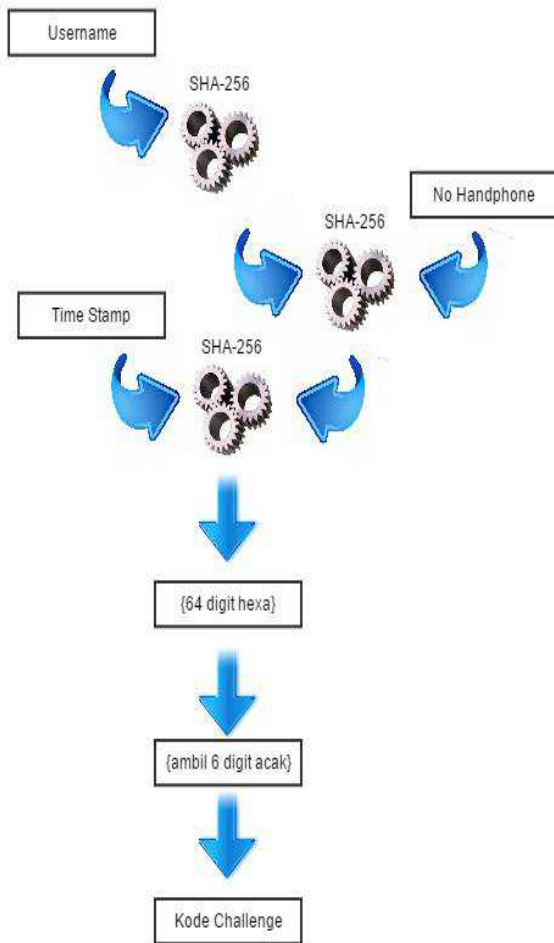 Username
SHA-256
No Handphone
SHA-256
Time Stamp
SHA-256
{64 digit hexa}
{ambil 6 digit acak}
Kode Challenge